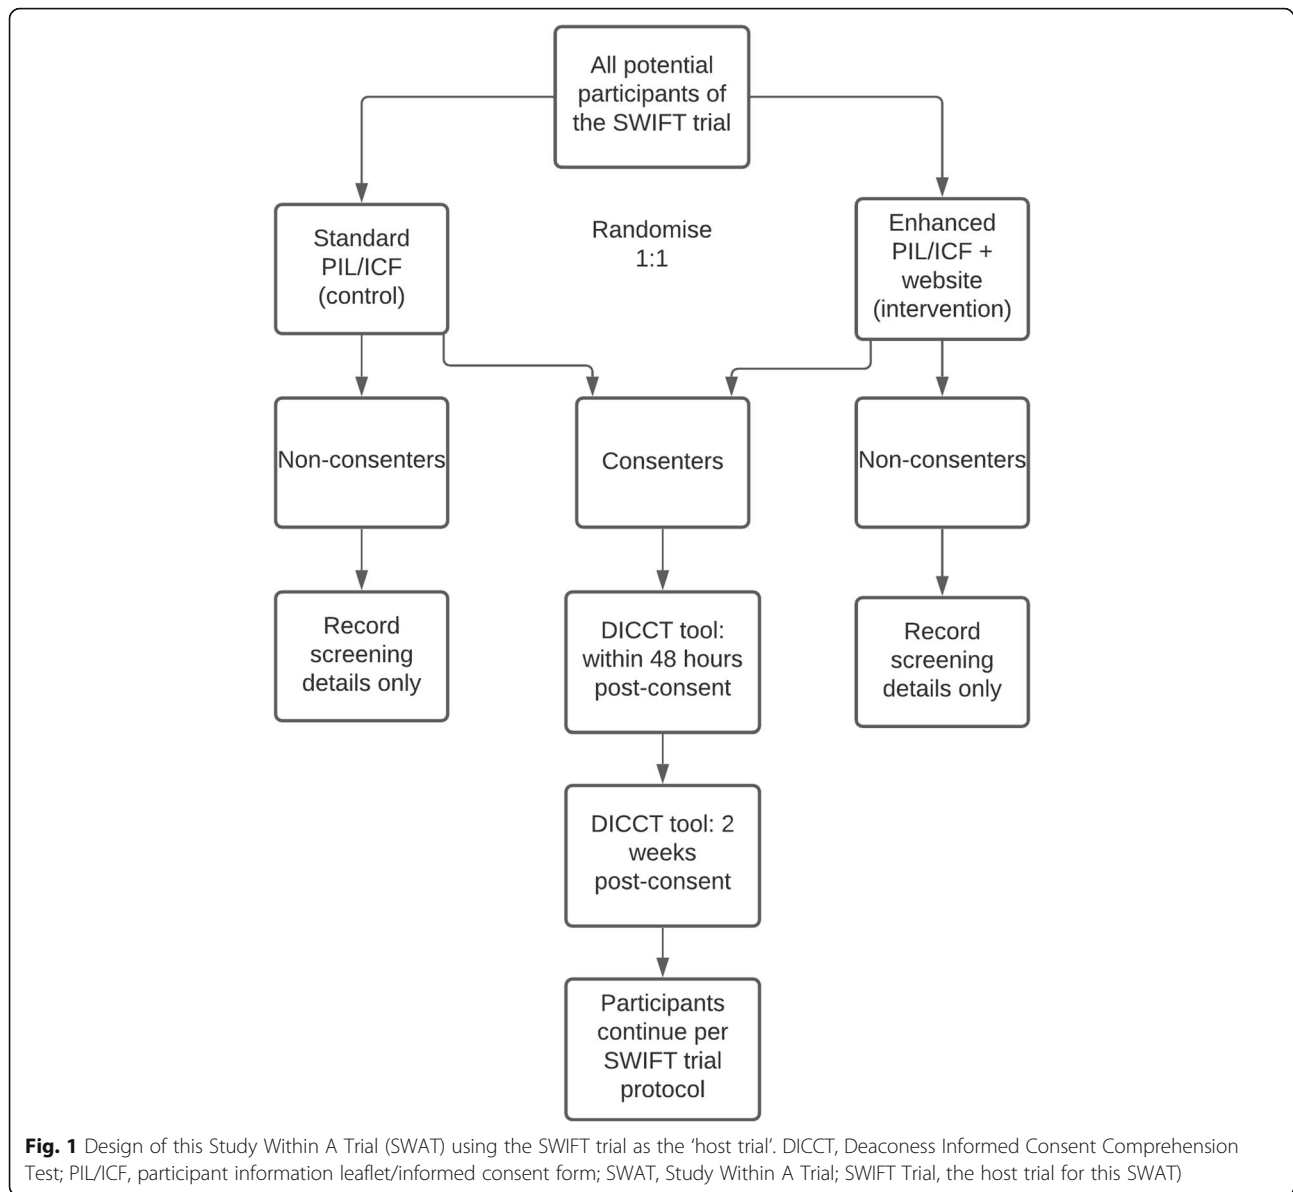 All potential
participants of
the SWIFT trial
Randomise
1:1
Standard
PIL/ICF
(control)
Enhanced
PIL/ICF +
website
(intervention)
Non-consenters
Consenters
Non-consenters
Record
screening
details only
DICCT tool:
within 48 hours
post-consent
Record
screening
details only
DICCT tool: 2
weeks
post-consent
Participants
continue per
SWIFT trial
protocol
Fig. 1 Design of this Study Within A Trial (SWAT) using the SWIFT trial as the ‘host trial’. DICCT, Deaconess Informed Consent Comprehension
Test; PIL/ICF, participant information leaflet/informed consent form; SWAT, Study Within A Trial; SWIFT Trial, the host trial for this SWAT)